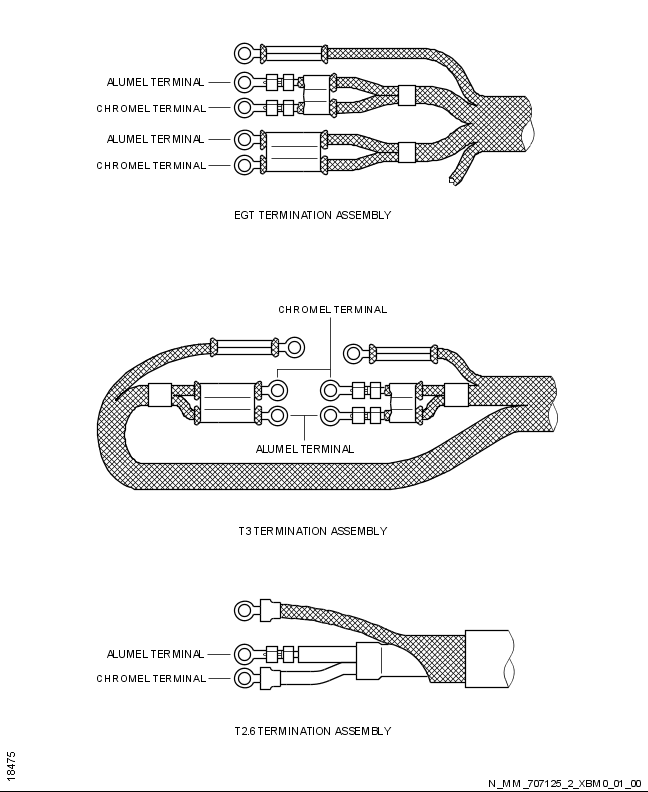 ALUMEL TERMINAL
CHROMEL TERMINAL
ALUMEL TERMINAL
CHROMEL TERMINAL
EGT TERMINATION ASSEMBLY
CHROMEL TERMINAL
ALUMEL TERMINAL
T3 TERMINATION ASSEMBLY
ALUMEL TERMINAL
CHROMEL TERMINAL
T2.6 TERMINATION ASSEMBLY
18475
N_MM_707125_2_XBM0_01_00